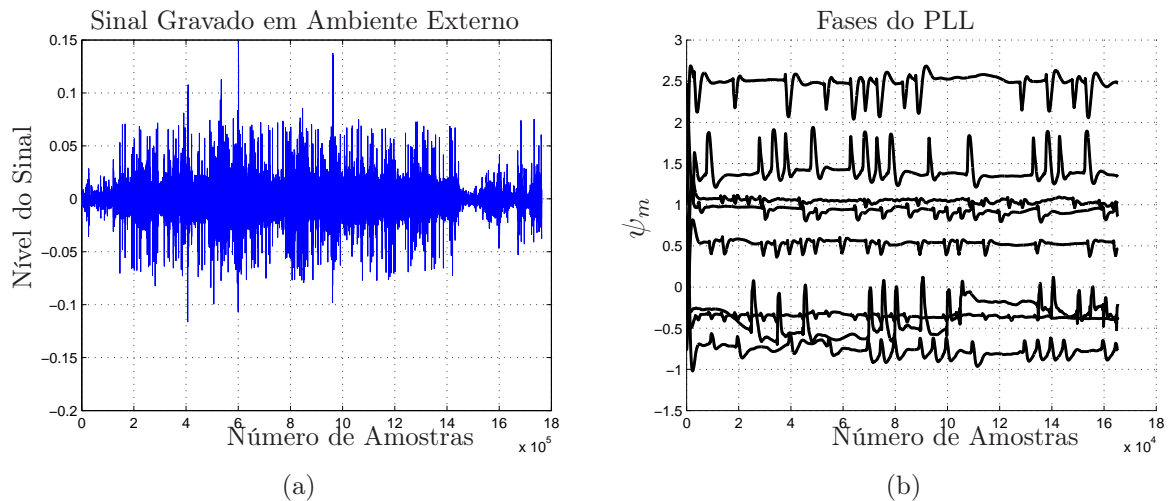 Sinal Gravado em Ambiente Externo
0.15
0.1
0.05
0
−0.05
−0.1
−0.15
−0.2
Nível do Sinal
0 2 4 6 8 10 12 14 16 18
Número de Amostras
x 10^5
(a)
Fases do PLL
3
2.5
2
1.5
1
0.5
0
−0.5
−1
−1.5
ψ_m
0 2 4 6 8 10 12 14 16 18
Número de Amostras
x 10^4
(b)